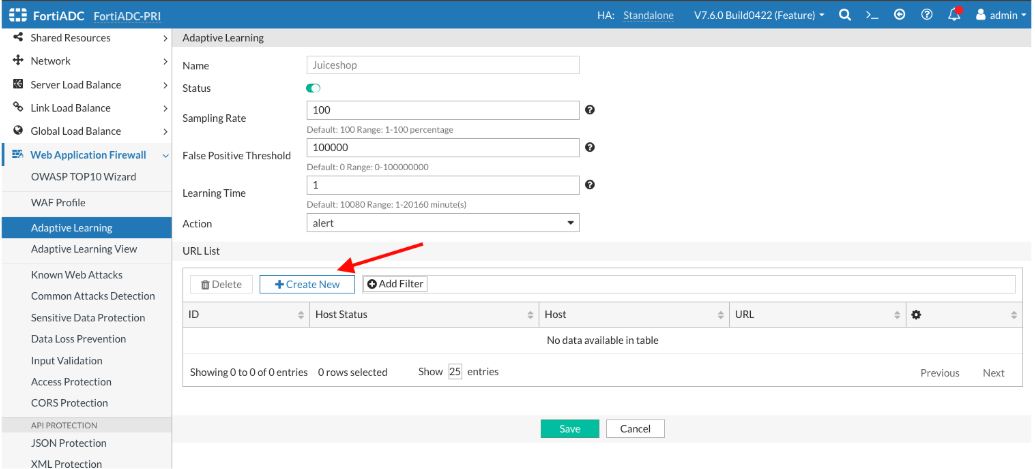 FortiADC FortiADC-PRI HA: Standalone V7.6.0 Build0422 (Feature) >_ admin
Shared Resources
Network
Server Load Balance
Link Load Balance
Global Load Balance
Web Application Firewall
OWASP TOP10 Wizard
WAF Profile
Adaptive Learning
Adaptive Learning View
Known Web Attacks
Common Attacks Detection
Sensitive Data Protection
Data Loss Prevention
Input Validation
Access Protection
CORS Protection
API PROTECTION
JSON Protection
XML Protection
Adaptive Learning
Name Juiceshop
Status
Sampling Rate 100
Default: 100 Range: 1-100 percentage
False Positive Threshold 100000
Default: 0 Range: 0-100000000
Learning Time 1
Default: 10080 Range: 1-20160 minute(s)
Action alert
URL List
Delete + Create New Add Filter
ID Host Status Host URL
No data available in table
Showing 0 to 0 of 0 entries 0 rows selected Show 25 entries Previous Next
Save Cancel